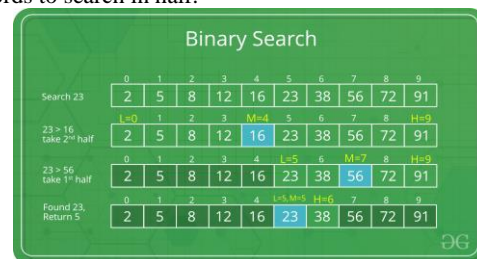 Binary Search
0 1 2 3 4 5 6 7 8 9
Search 23 2 5 8 12 16 23 38 56 72 91
L=0 1 2 3 M=4 5 6 7 8 H=9
23 > 16
take 2nd half 2 5 8 12 16 23 38 56 72 91
0 1 2 3 4 L=5 6 M=7 8 H=9
23 > 56
take 1st half 2 5 8 12 16 23 38 56 72 91
0 1 2 3 4 L=5, M=5 H=6 7 8 9
Found 23,
Return 5 2 5 8 12 16 23 38 56 72 91